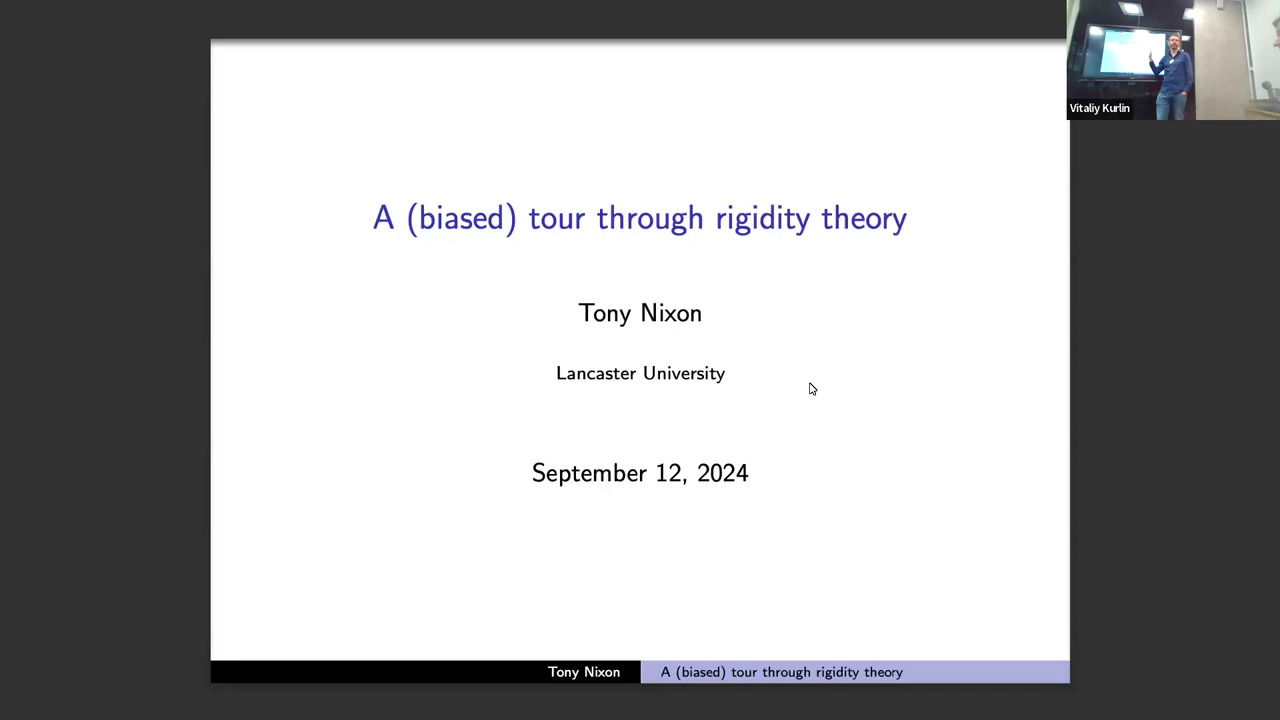 Vitaliy Kurlin
A (biased) tour through rigidity theory
Tony Nixon
Lancaster University
September 12, 2024
Tony Nixon
A (biased) tour through rigidity theory